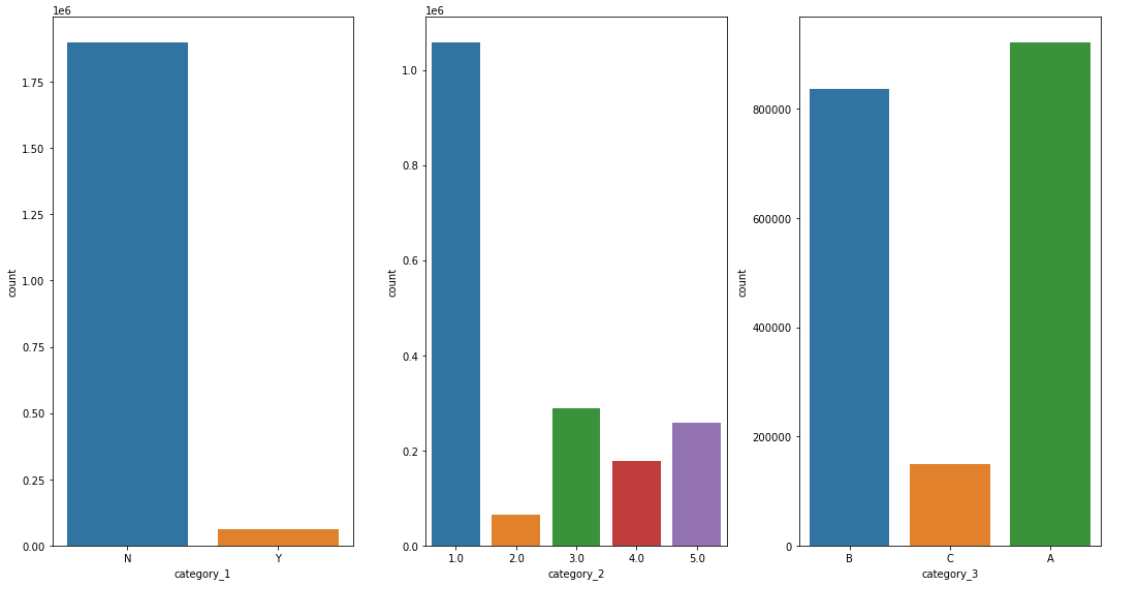 1e6
1.75
1.50
1.25
1.00
0.75
0.50
0.25
0.00
count
N Y
category_1
1e6
1.0
0.8
0.6
0.4
0.2
0.0
count
1.0 2.0 3.0 4.0 5.0
category_2
800000
600000
400000
200000
0
count
B C A
category_3